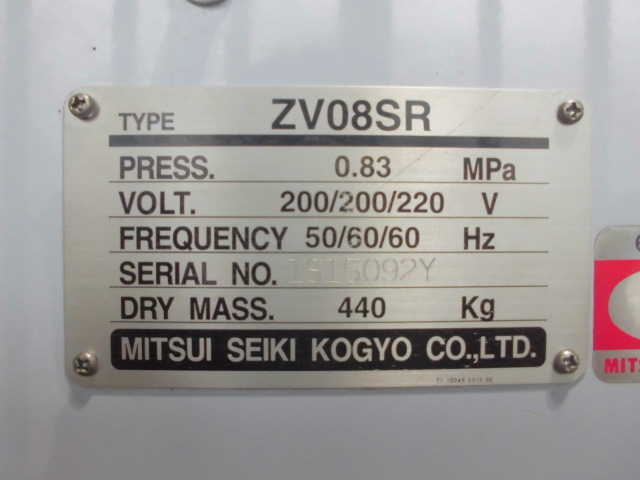 TYPE ZV08SR
PRESS. 0.83 MPa
VOLT. 200/200/220 V
FREQUENCY 50/60/60 Hz
SERIAL NO.
DRY MASS. 440 Kg
MITSUI SEIKI KOGYO CO.,LTD.
MITS